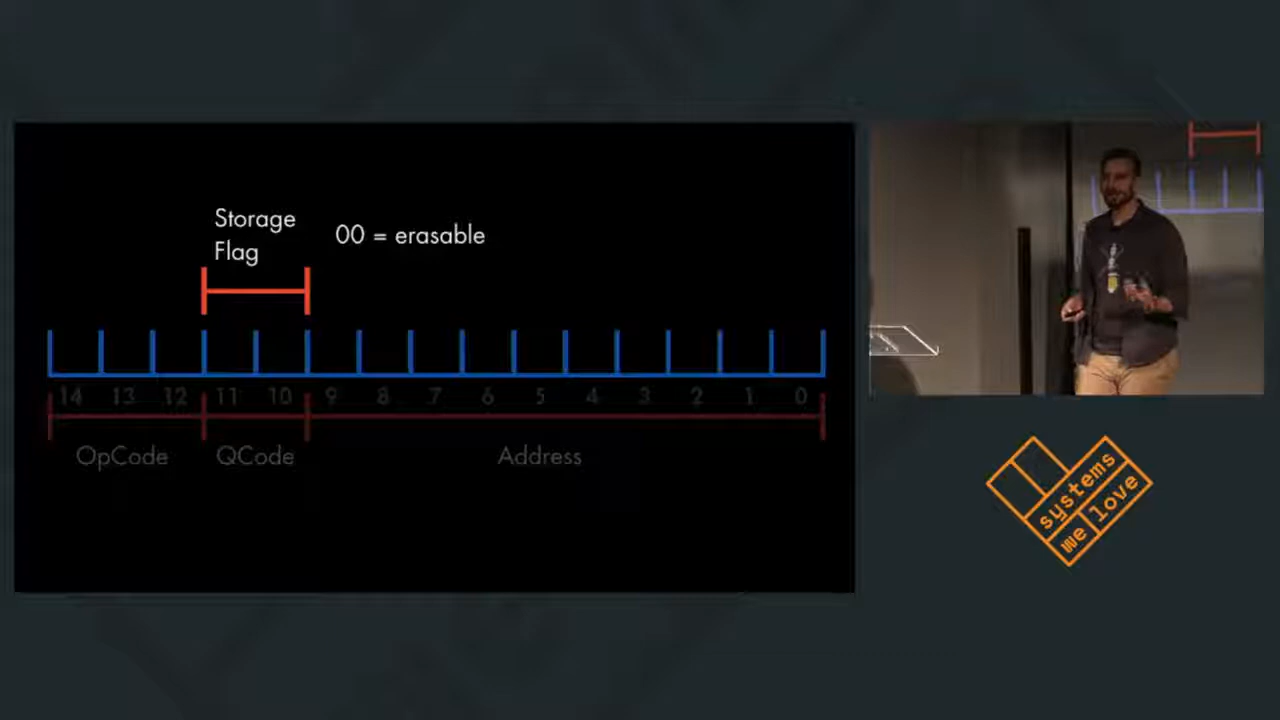 Storage
Flag
00 = erasable
14 13 12 11 10 9 8 7 6 5 4 3 2 1 0
OpCode QCode Address
systems
we love